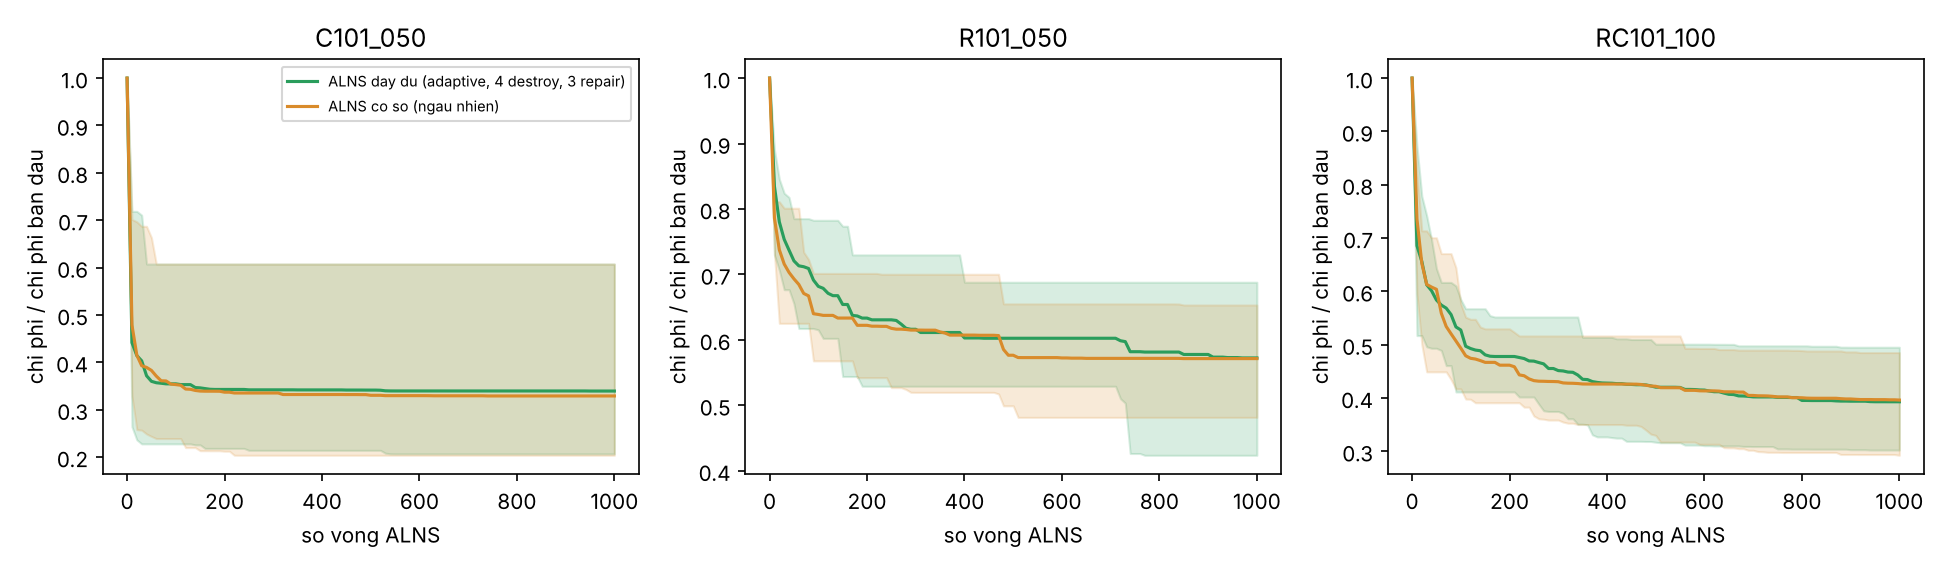 C101_050
chi phi / chi phi ban dau
1.0
0.9
0.8
0.7
0.6
0.5
0.4
0.3
0.2
ALNS day du (adaptive, 4 destroy, 3 repair)
ALNS co so (ngau nhien)
0 200 400 600 800 1000
so vong ALNS
R101_050
chi phi / chi phi ban dau
1.0
0.9
0.8
0.7
0.6
0.5
0.4
0 200 400 600 800 1000
so vong ALNS
RC101_100
chi phi / chi phi ban dau
1.0
0.9
0.8
0.7
0.6
0.5
0.4
0.3
0 200 400 600 800 1000
so vong ALNS